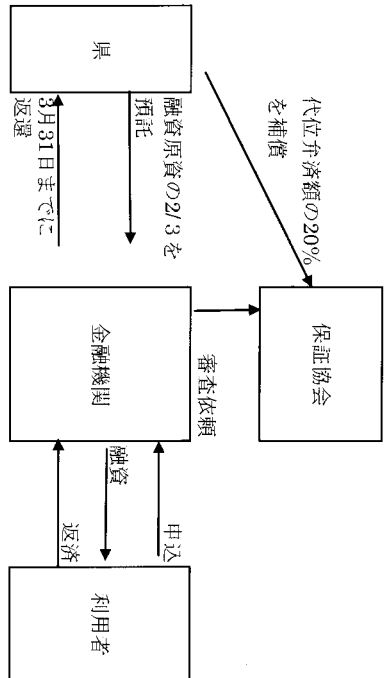 代位弁済額の20%
を補償
保証協会
県
融資原資の2/3を
預託
3月31日までに
返還
審査依頼
金融機関
申込
融資
返済
利用者